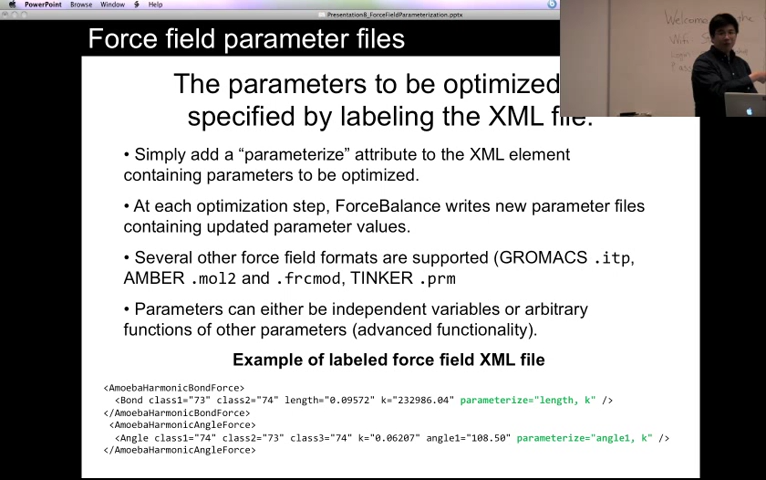 PowerPoint File Edit View Insert Format Arrange Tools Slide Show Browse Window Help
Presentation8_ForceFieldParameterization.pptx
Force field parameter files
The parameters to be optimized
specified by labeling the XML file.
• Simply add a “parameterize” attribute to the XML element
containing parameters to be optimized.
• At each optimization step, ForceBalance writes new parameter files
containing updated parameter values.
• Several other force field formats are supported (GROMACS .itp,
AMBER .mol2 and .frcmod, TINKER .prm
• Parameters can either be independent variables or arbitrary
functions of other parameters (advanced functionality).
Example of labeled force field XML file
<AmoebaHarmonicBondForce>
<Bond class1="73" class2="74" length="0.09572" k="232986.04" parameterize="length, k" />
</AmoebaHarmonicBondForce>
<AmoebaHarmonicAngleForce>
<Angle class1="74" class2="73" class3="74" k="0.06207" angle1="108.50" parameterize="angle1, k" />
</AmoebaHarmonicAngleForce>
Welcome